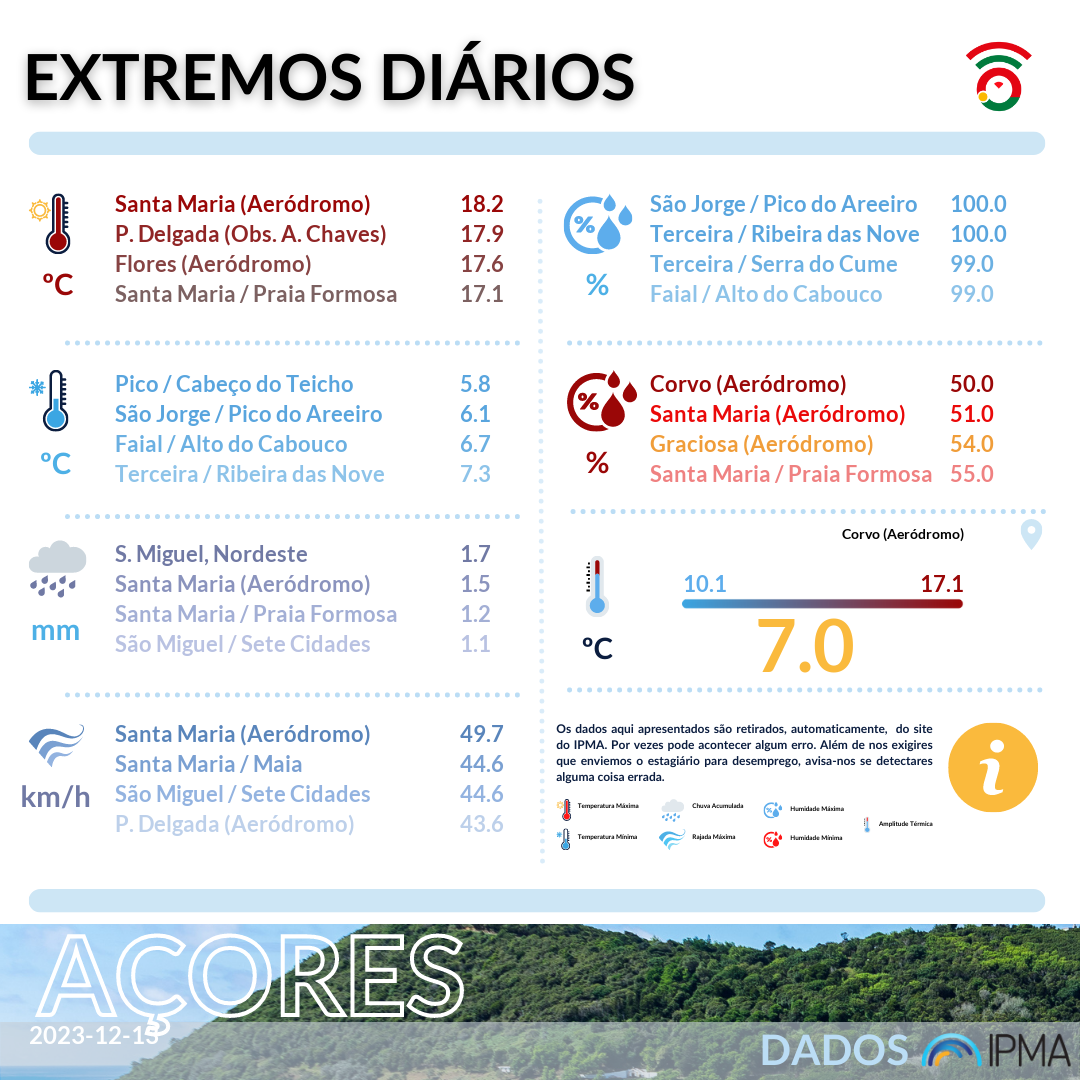 EXTREMOS DIÁRIOS
Santa Maria (Aeródromo) 18.2
P. Delgada (Obs. A. Chaves) 17.9
Flores (Aeródromo) 17.6
Santa Maria / Praia Formosa 17.1
ºC
Pico / Cabeço do Teicho 5.8
São Jorge / Pico do Areeiro 6.1
Faial / Alto do Cabouco 6.7
Terceira / Ribeira das Nove 7.3
ºC
S. Miguel, Nordeste 1.7
Santa Maria (Aeródromo) 1.5
Santa Maria / Praia Formosa 1.2
São Miguel / Sete Cidades 1.1
mm
Santa Maria (Aeródromo) 49.7
Santa Maria / Maia 44.6
São Miguel / Sete Cidades 44.6
P. Delgada (Aeródromo) 43.6
km/h
%
São Jorge / Pico do Areeiro 100.0
Terceira / Ribeira das Nove 100.0
Terceira / Serra do Cume 99.0
Faial / Alto do Cabouco 99.0
%
%
Corvo (Aeródromo) 50.0
Santa Maria (Aeródromo) 51.0
Graciosa (Aeródromo) 54.0
Santa Maria / Praia Formosa 55.0
%
Corvo (Aeródromo)
10.1 17.1
7.0
ºC
Os dados aqui apresentados são retirados, automaticamente, do site
do IPMA. Por vezes pode acontecer algum erro. Além de nos exigires
que enviemos o estagiário para desemprego, avisa-nos se detectares
alguma coisa errada.
i
Temperatura Máxima
Chuva Acumulada
Humidade Máxima
Amplitude Térmica
Temperatura Mínima
Rajada Máxima
Humidade Mínima
AÇORES
2023-12-15
DADOS IPMA